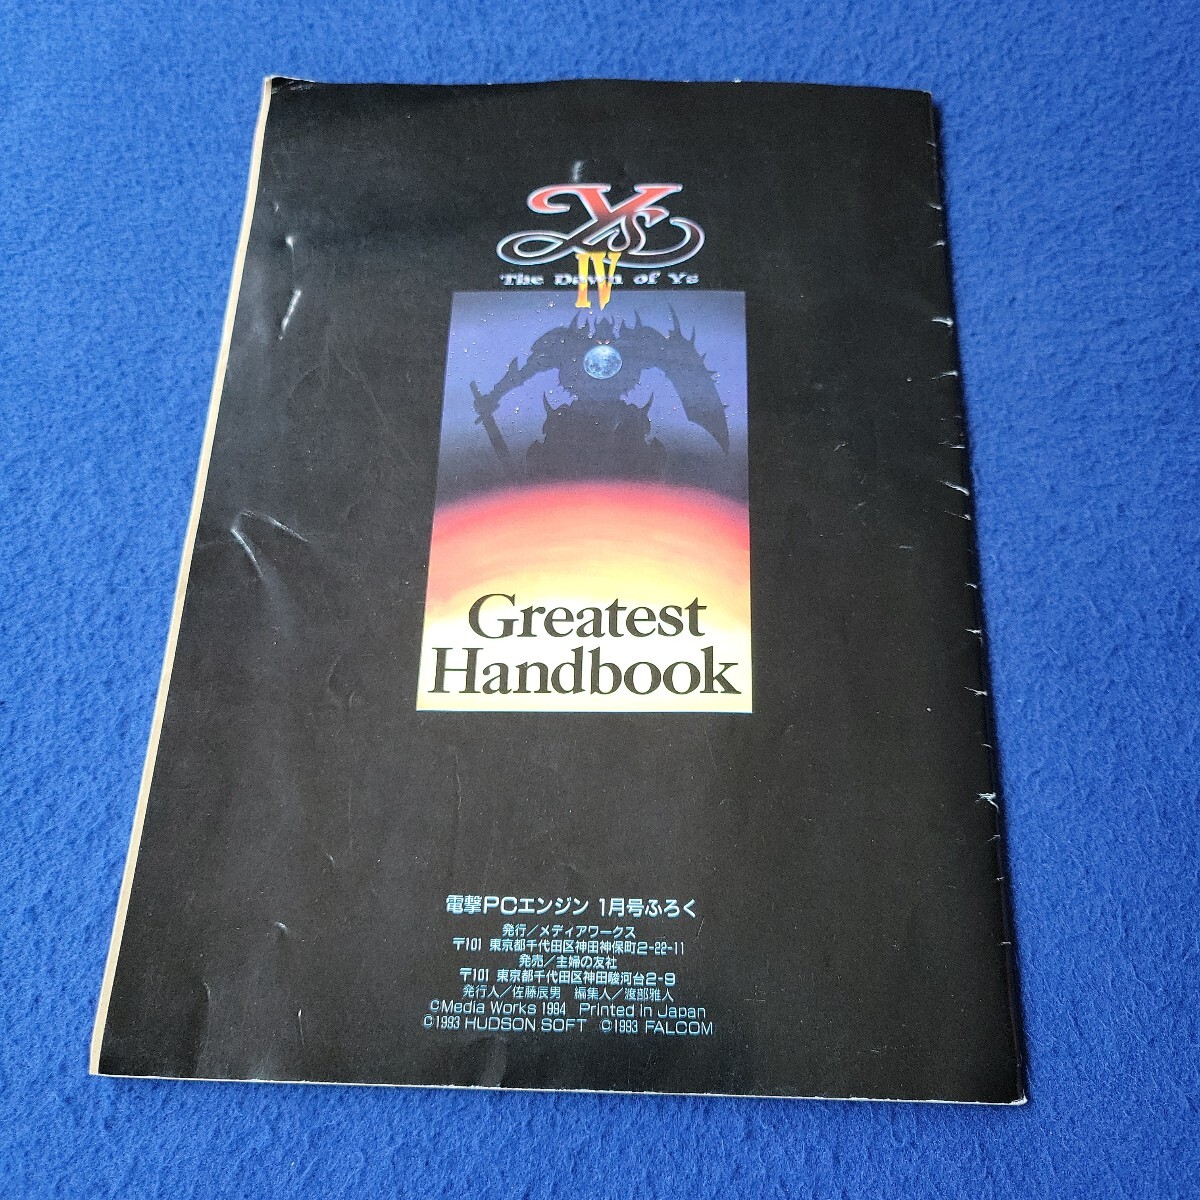 Ys
IV
The Dawn of Ys
Greatest
Handbook
電撃PCエンジン 1月号ふろく
発行/メディアワークス
〒101 東京都千代田区神田神保町2-22-11
発売/主婦の友社
〒101 東京都千代田区神田駿河台2-9
発行人/佐藤辰男 編集人/渡部雅人
©Media Works 1994 Printed in Japan
©1993 HUDSON SOFT ©1993 FALCOM